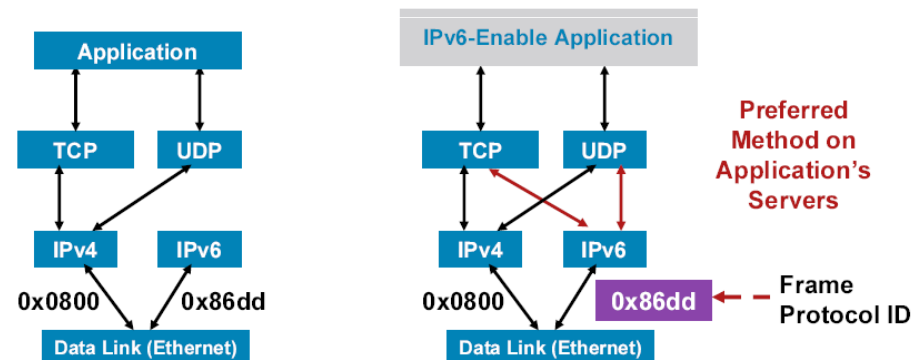 Application
TCP
UDP
IPv4
IPv6
0x0800
0x86dd
Data Link (Ethernet)
IPv6-Enable Application
TCP
UDP
Preferred
Method on
Application's
Servers
IPv4
IPv6
0x0800
0x86dd
Frame
Protocol ID
Data Link (Ethernet)